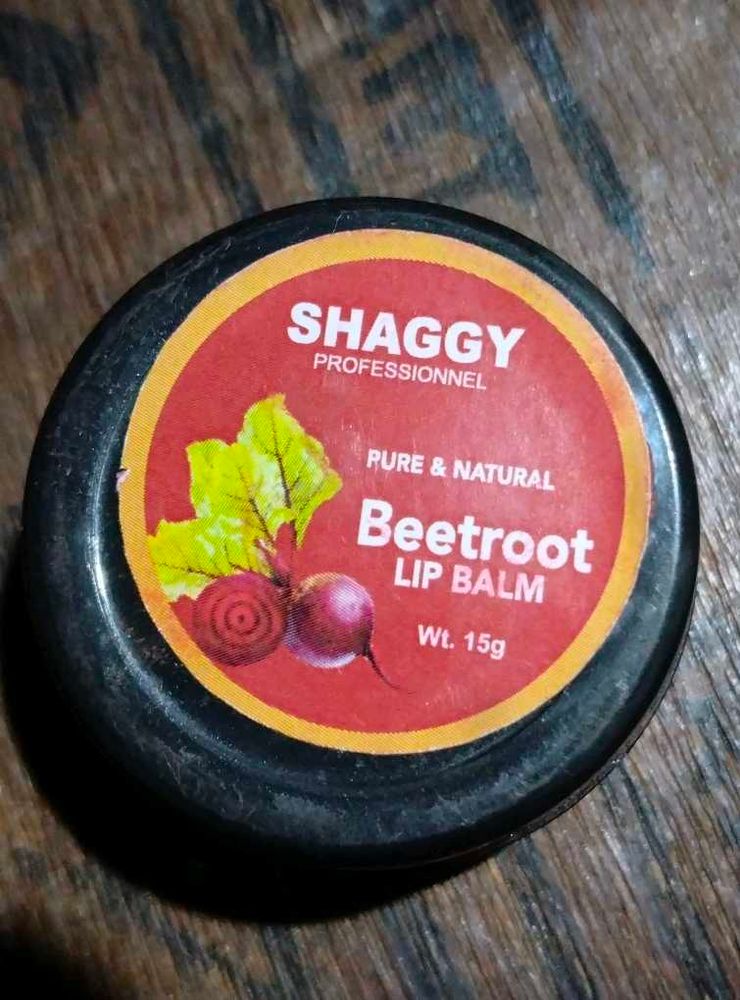 SHAGGY
PROFESSIONNEL
PURE & NATURAL
Beetroot
LIP BALM
Wt. 15g